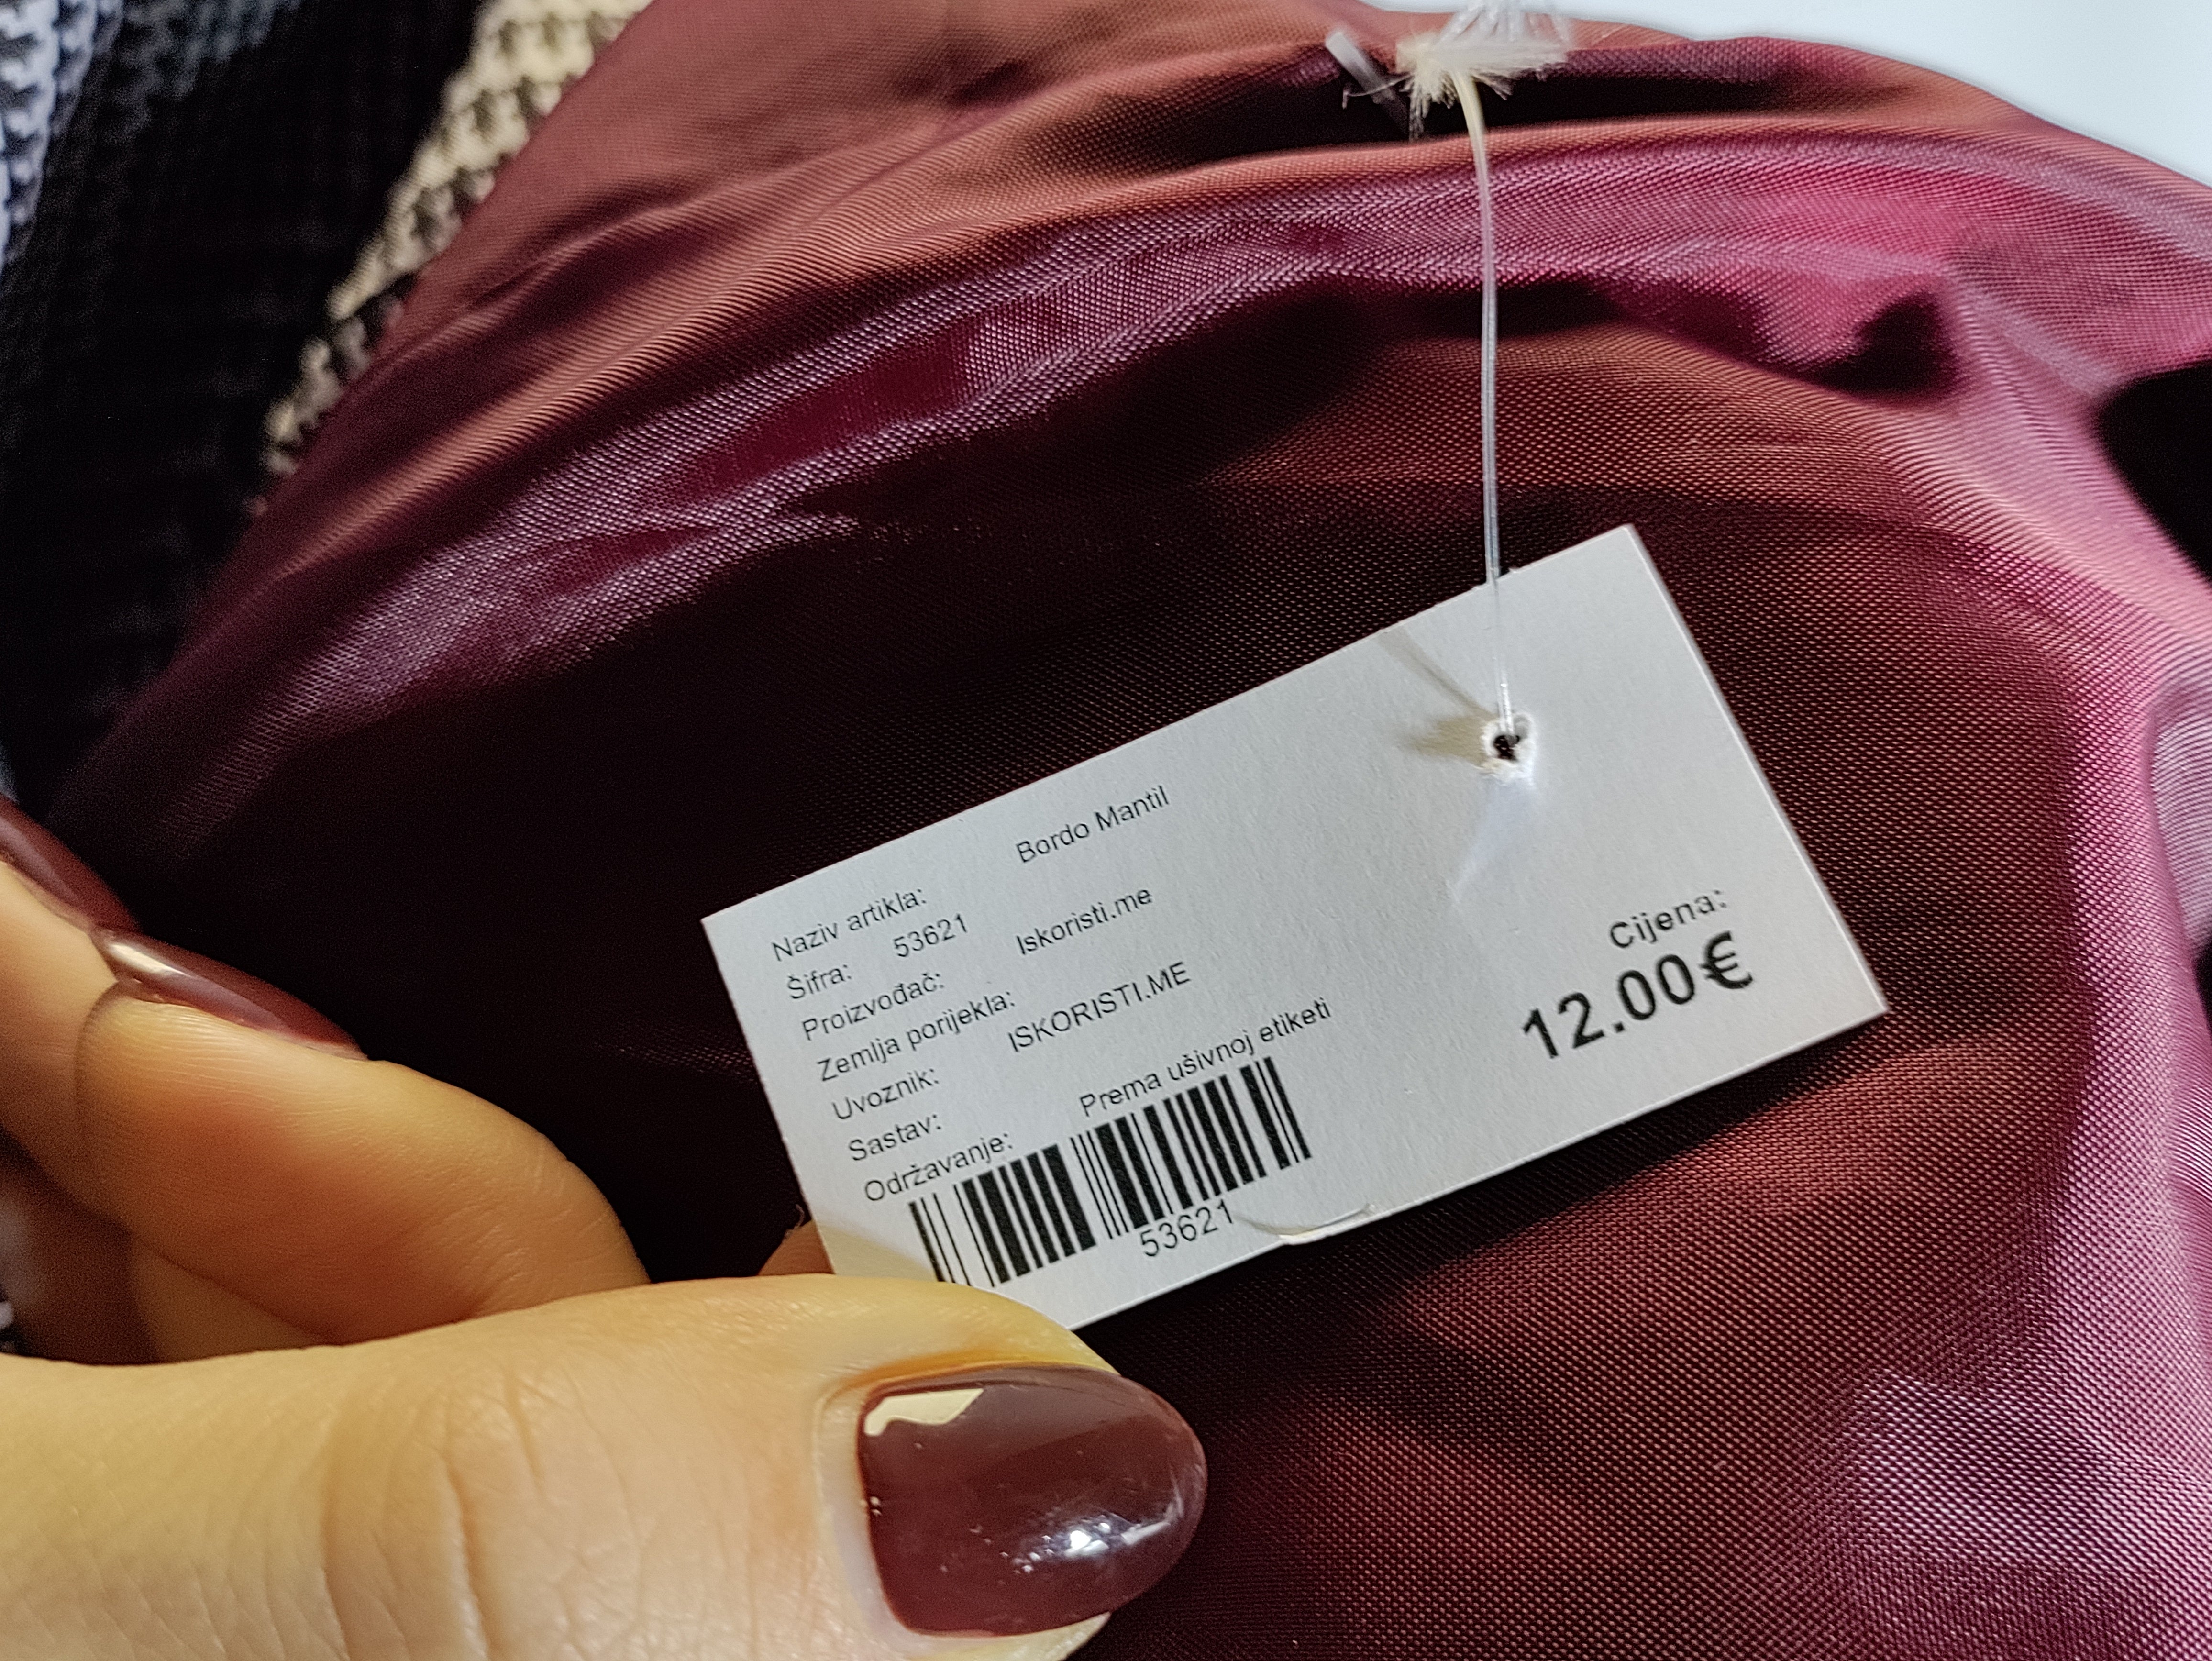 Naziv artikla: Bordo Mantil
Šifra: 53621
Proizvođač: Iskoristi.me
Zemlja porijekla:
Uvoznik: ISKORISTI.ME
Sastav:
Održavanje: Prema ušivnoj etiketi
53621
Cijena:
12.00€